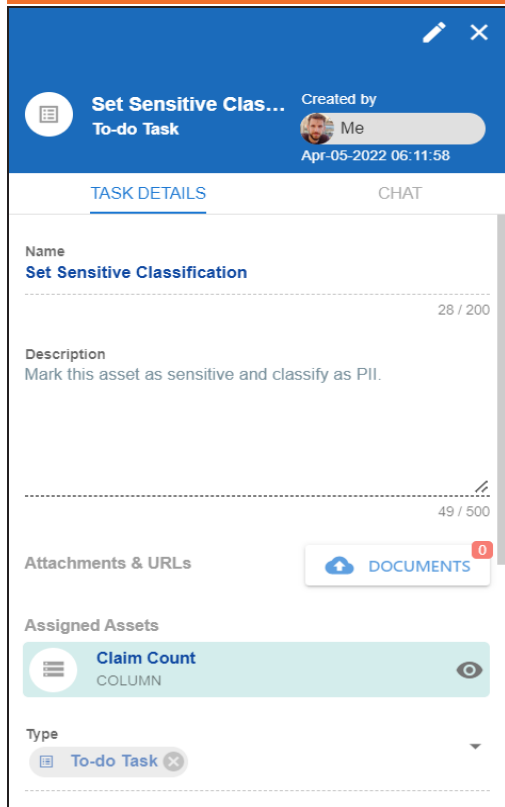 Set Sensitive Clas...
To-do Task
Created by
Me
Apr-05-2022 06:11:58
TASK DETAILS
CHAT
Name
Set Sensitive Classification
28 / 200
Description
Mark this asset as sensitive and classify as PII.
49 / 500
Attachments & URLs
DOCUMENTS
0
Assigned Assets
Claim Count
COLUMN
Type
To-do Task